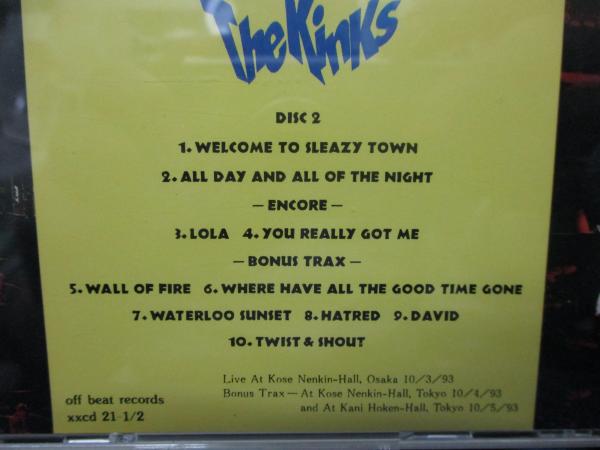 The Kinks
DISC 2
1. WELCOME TO SLEAZY TOWN
2. ALL DAY AND ALL OF THE NIGHT
— ENCORE —
3. LOLA 4. YOU REALLY GOT ME
— BONUS TRAX —
5. WALL OF FIRE 6. WHERE HAVE ALL THE GOOD TIME GONE
7. WATERLOO SUNSET 8. HATRED 9. DAVID
10. TWIST & SHOUT
Live At Kose Nenkin-Hall, Osaka 10/3/93
Bonus Trax — At Kose Nenkin-Hall, Tokyo 10/4/93
and At Kani Hoken-Hall, Tokyo 10/5/93
off beat records
xxcd 21-1/2